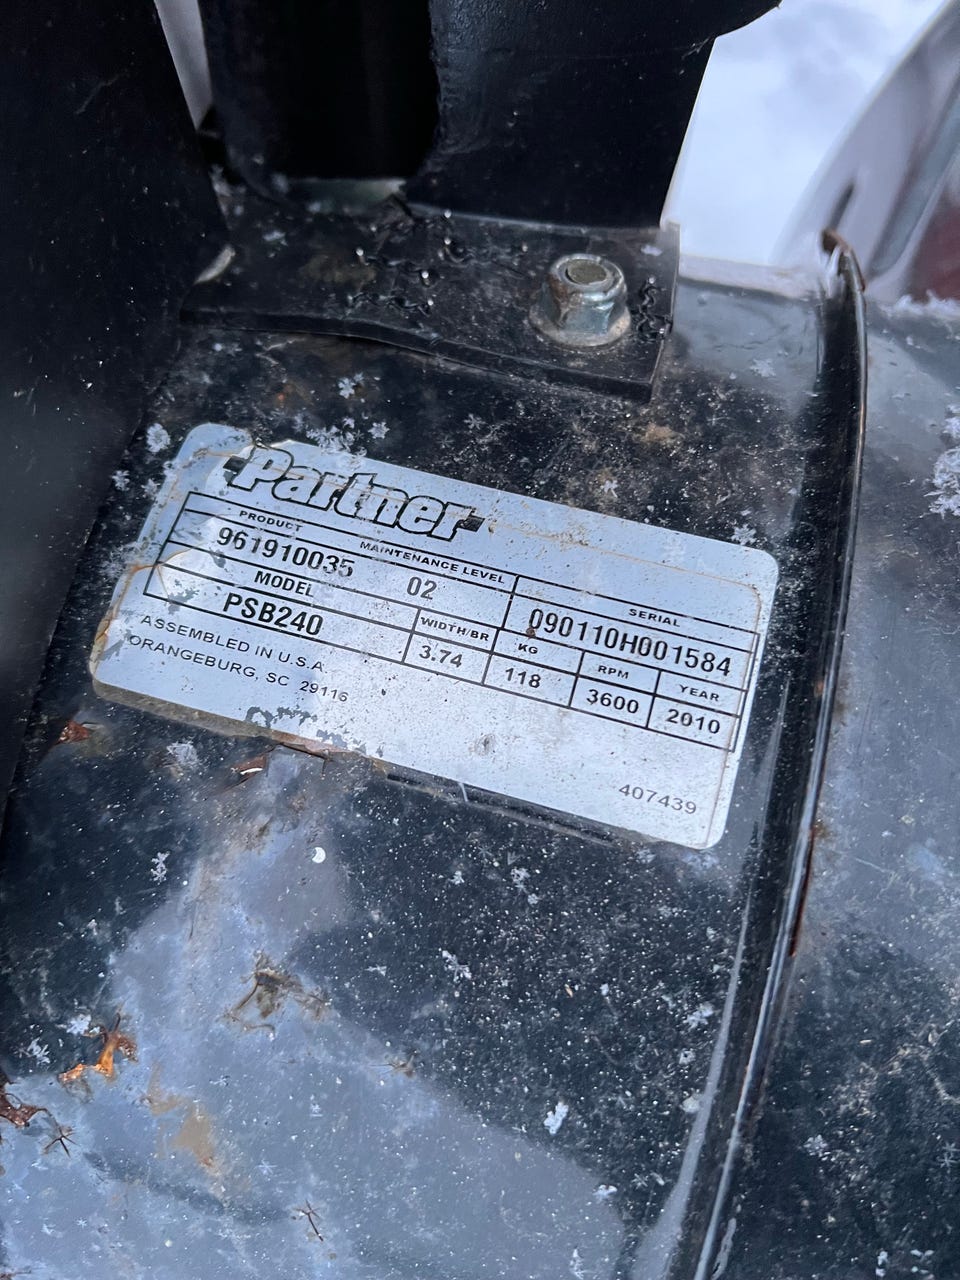 Partner
PRODUCT MAINTENANCE LEVEL SERIAL
961910035 02 090110H001584
MODEL WIDTH/BR KG RPM YEAR
PSB240 3.74 118 3600 2010
ASSEMBLED IN U.S.A.
ORANGEBURG, SC 29116
407439